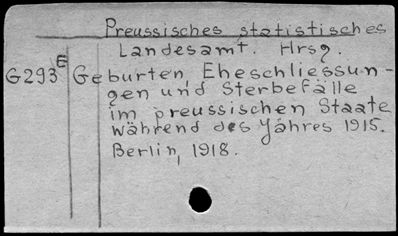 Preussisches statistisches
Landesamt. Hrsg.
G293E Geburten, Eheschliessun-
gen und Sterbefälle
im preussischen Staate
während des Jahres 1915.
Berlin, 1918.